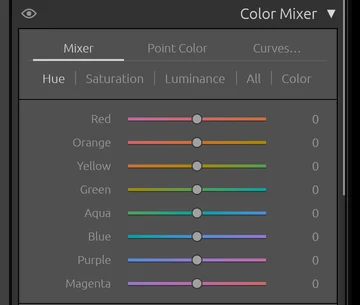 Color Mixer ▼
Mixer Point Color Curves...
Hue | Saturation | Luminance | All | Color
Red 0
Orange 0
Yellow 0
Green 0
Aqua 0
Blue 0
Purple 0
Magenta 0